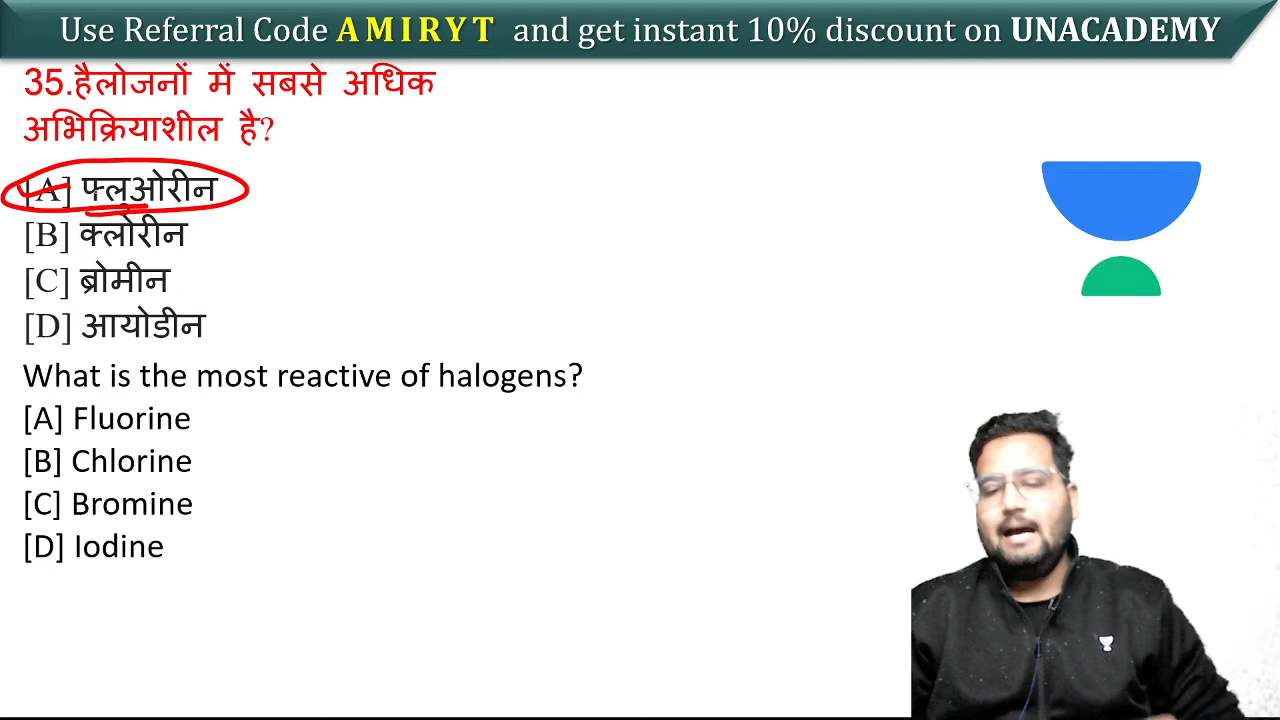 Use Referral Code AMIRYT and get instant 10% discount on UNACADEMY
35.हैलोजनों में सबसे अधिक
अभिक्रियाशील है?
[A] फ्लूओरीन
[B] क्लोरीन
[C] ब्रोमीन
[D] आयोडीन
What is the most reactive of halogens?
[A] Fluorine
[B] Chlorine
[C] Bromine
[D] Iodine